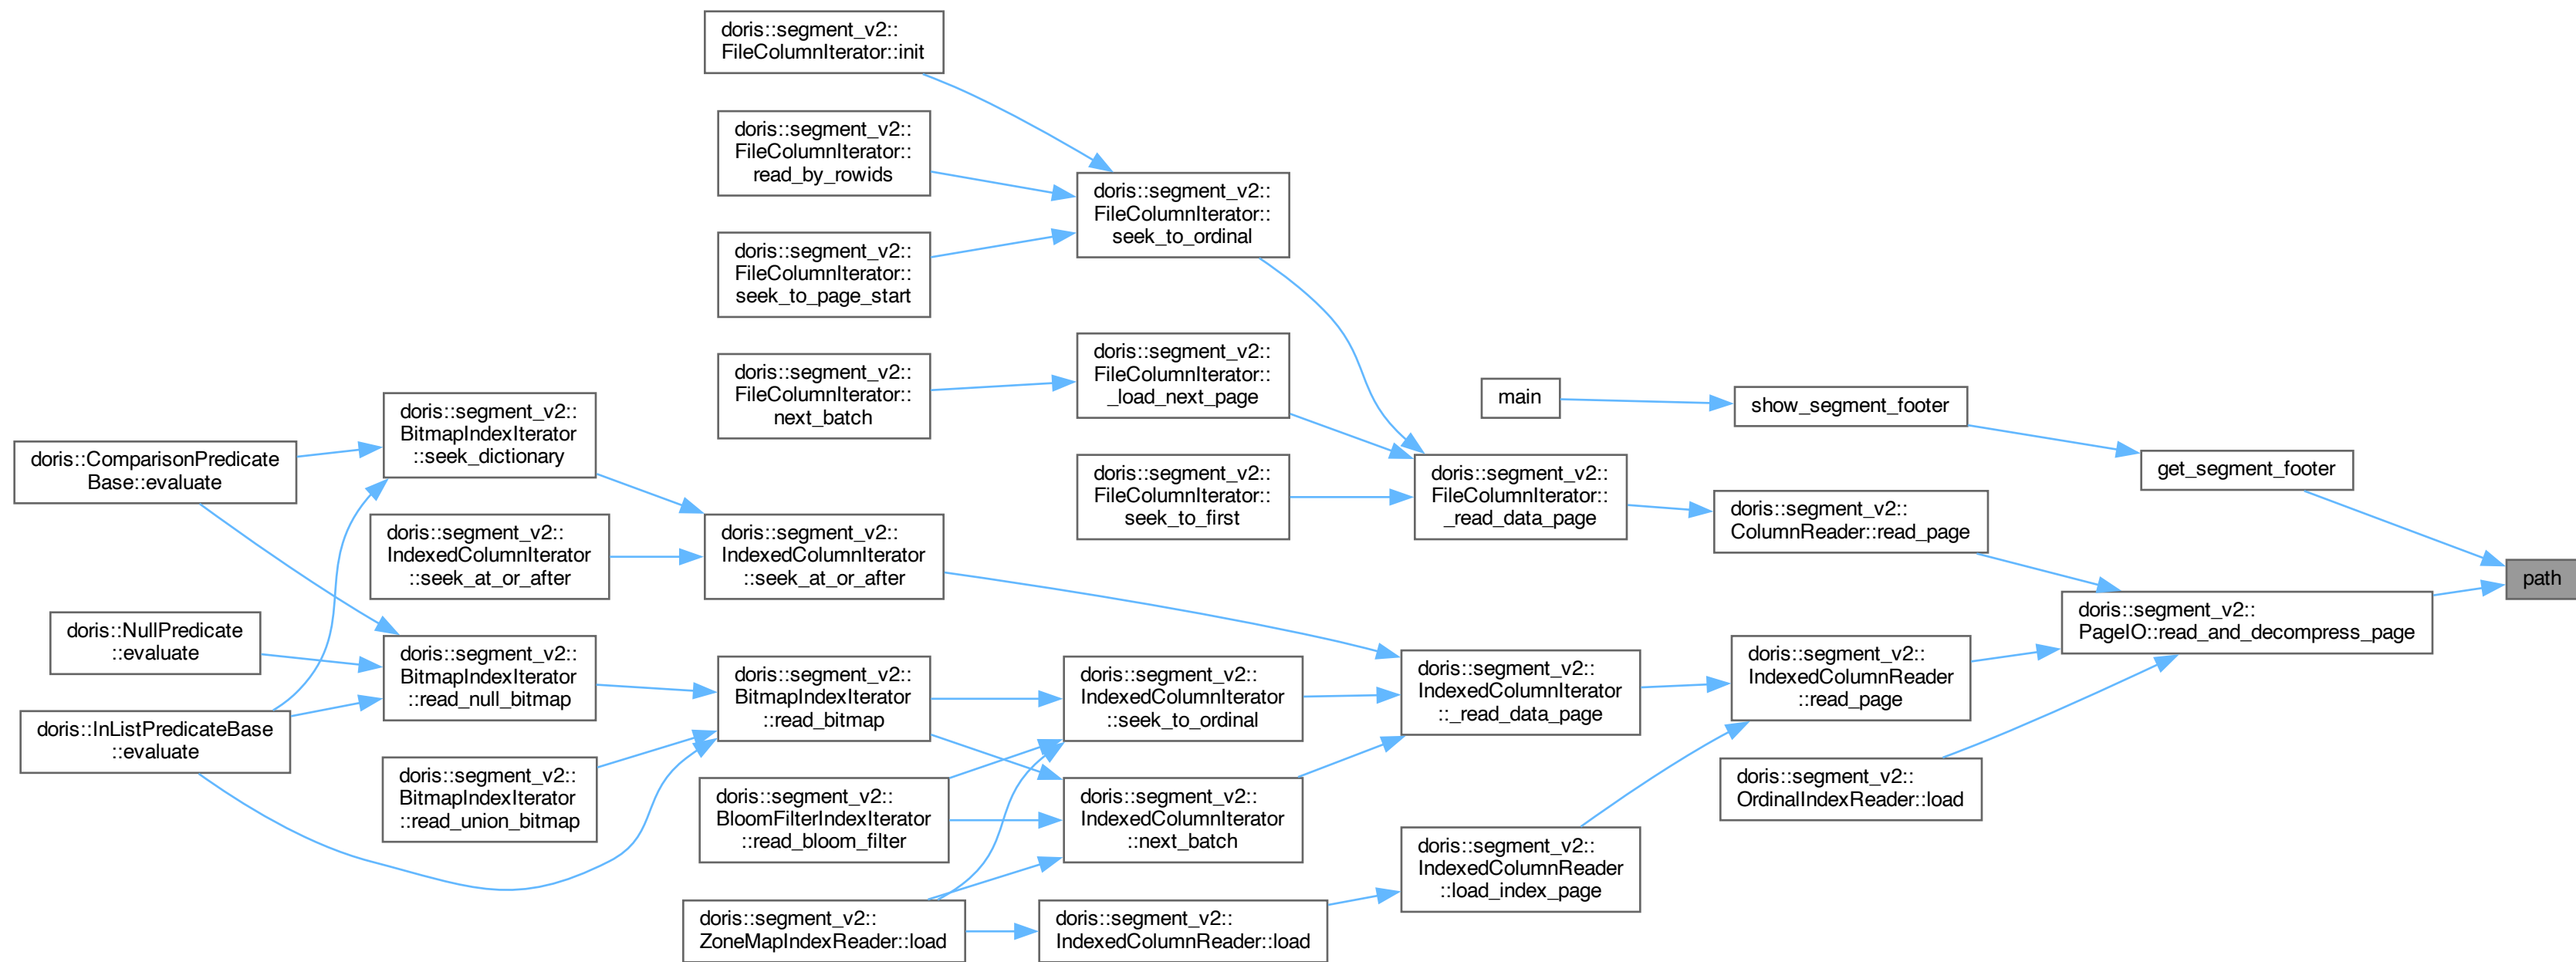 doris::segment_v2::
FileColumnIterator::init
doris::segment_v2::
FileColumnIterator::
read_by_rowids
doris::segment_v2::
FileColumnIterator::
seek_to_ordinal
doris::segment_v2::
FileColumnIterator::
seek_to_page_start
doris::segment_v2::
FileColumnIterator::
_load_next_page
doris::segment_v2::
FileColumnIterator::
next_batch
main
show_segment_footer
doris::segment_v2::
BitmapIndexIterator
::seek_dictionary
doris::ComparisonPredicate
Base::evaluate
doris::segment_v2::
FileColumnIterator::
seek_to_first
doris::segment_v2::
FileColumnIterator::
_read_data_page
get_segment_footer
doris::segment_v2::
ColumnReader::read_page
doris::segment_v2::
IndexedColumnIterator
::seek_at_or_after
doris::segment_v2::
IndexedColumnIterator
::seek_at_or_after
path
doris::segment_v2::
PageIO::read_and_decompress_page
doris::NullPredicate
::evaluate
doris::segment_v2::
BitmapIndexIterator
::read_null_bitmap
doris::segment_v2::
BitmapIndexIterator
::read_bitmap
doris::segment_v2::
IndexedColumnIterator
::seek_to_ordinal
doris::segment_v2::
IndexedColumnIterator
::_read_data_page
doris::segment_v2::
IndexedColumnReader
::read_page
doris::InListPredicateBase
::evaluate
doris::segment_v2::
BitmapIndexIterator
::read_union_bitmap
doris::segment_v2::
BloomFilterIndexIterator
::read_bloom_filter
doris::segment_v2::
IndexedColumnIterator
::next_batch
doris::segment_v2::
OrdinalIndexReader::load
doris::segment_v2::
IndexedColumnReader
::load_index_page
doris::segment_v2::
ZoneMapIndexReader::load
doris::segment_v2::
IndexedColumnReader::load